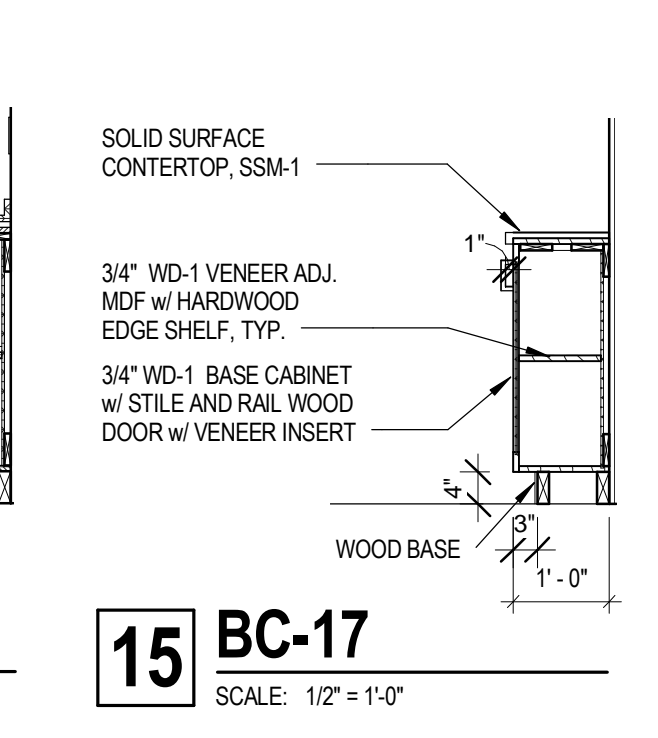 SOLID SURFACE
CONTERTOP, SSM-1
1"
3/4" WD-1 VENEER ADJ.
MDF w/ HARDWOOD
EDGE SHELF, TYP.
3/4" WD-1 BASE CABINET
w/ STILE AND RAIL WOOD
DOOR w/ VENEER INSERT
4"
3"
WOOD BASE
1' - 0"
15 BC-17
SCALE: 1/2" = 1'-0"